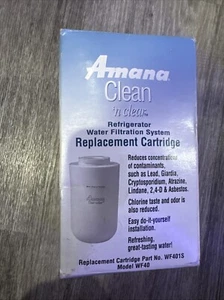 Amana
Clean
'n clear
Refrigerator
Water Filtration System
Replacement Cartridge
Reduces concentrations
of contaminants,
such as Lead, Giardia,
Cryptosporidium, Atrazine,
Lindane, 2,4-D & Asbestos.
Chlorine taste and odor is
also reduced.
Easy do-it-yourself
installation.
Refreshing,
great-tasting water!
Amana
Replacement Cartridge Part No. WF401S
Model WF40